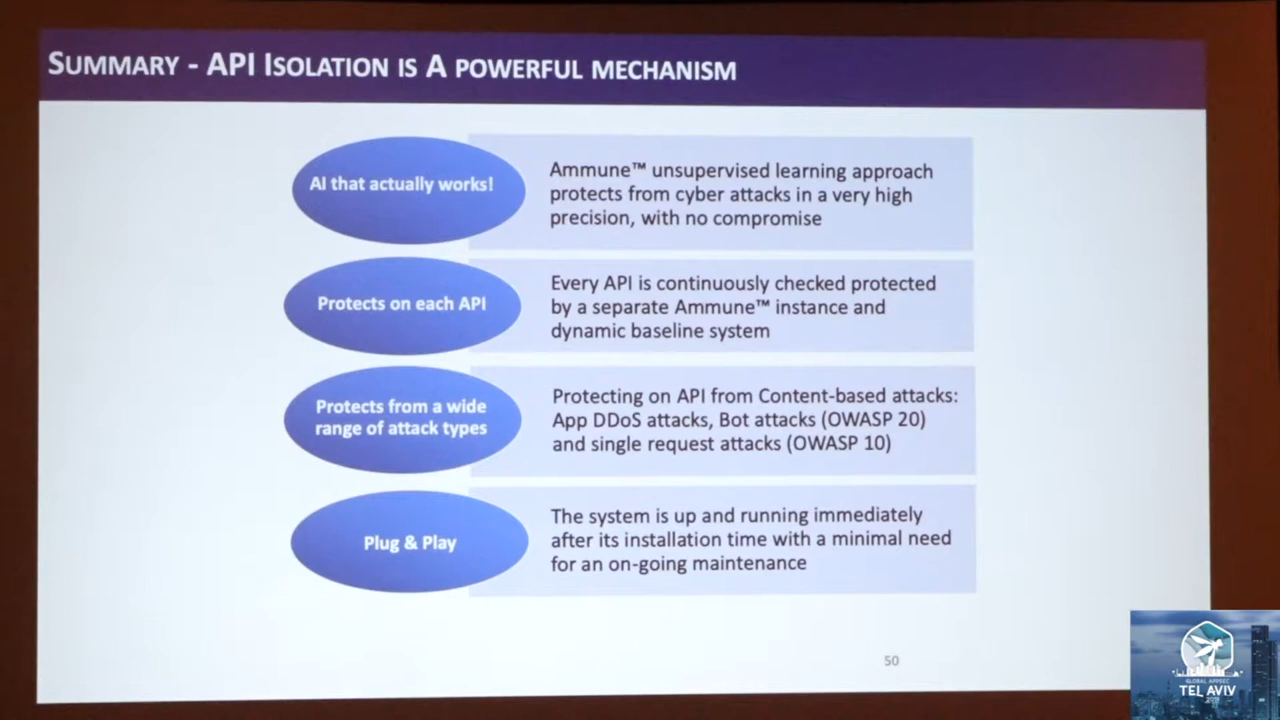 SUMMARY - API ISOLATION IS A POWERFUL MECHANISM
AI that actually works!
Ammune™ unsupervised learning approach
protects from cyber attacks in a very high
precision, with no compromise
Protects on each API
Every API is continuously checked protected
by a separate Ammune™ instance and
dynamic baseline system
Protects from a wide
range of attack types
Protecting on API from Content-based attacks:
App DDoS attacks, Bot attacks (OWASP 20)
and single request attacks (OWASP 10)
Plug & Play
The system is up and running immediately
after its installation time with a minimal need
for an on-going maintenance
50
GLOBAL APPSEC
TEL AVIV
2019